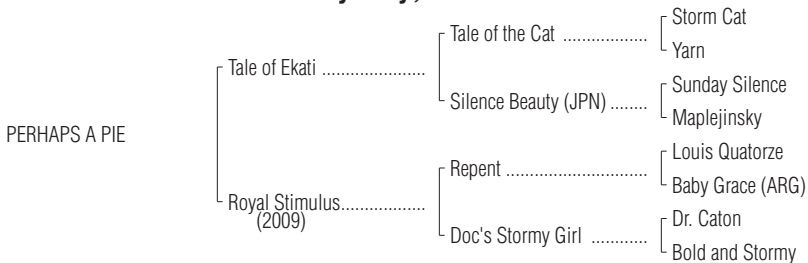 Storm Cat
Tale of the Cat ..................
Yarn
Tale of Ekati ......................
Sunday Silence
Silence Beauty (JPN) ........
Maplejinsky
PERHAPS A PIE
Louis Quatorze
Repent ..............................
Baby Grace (ARG)
Royal Stimulus..................
(2009)
Dr. Caton
Doc's Stormy Girl ............
Bold and Stormy